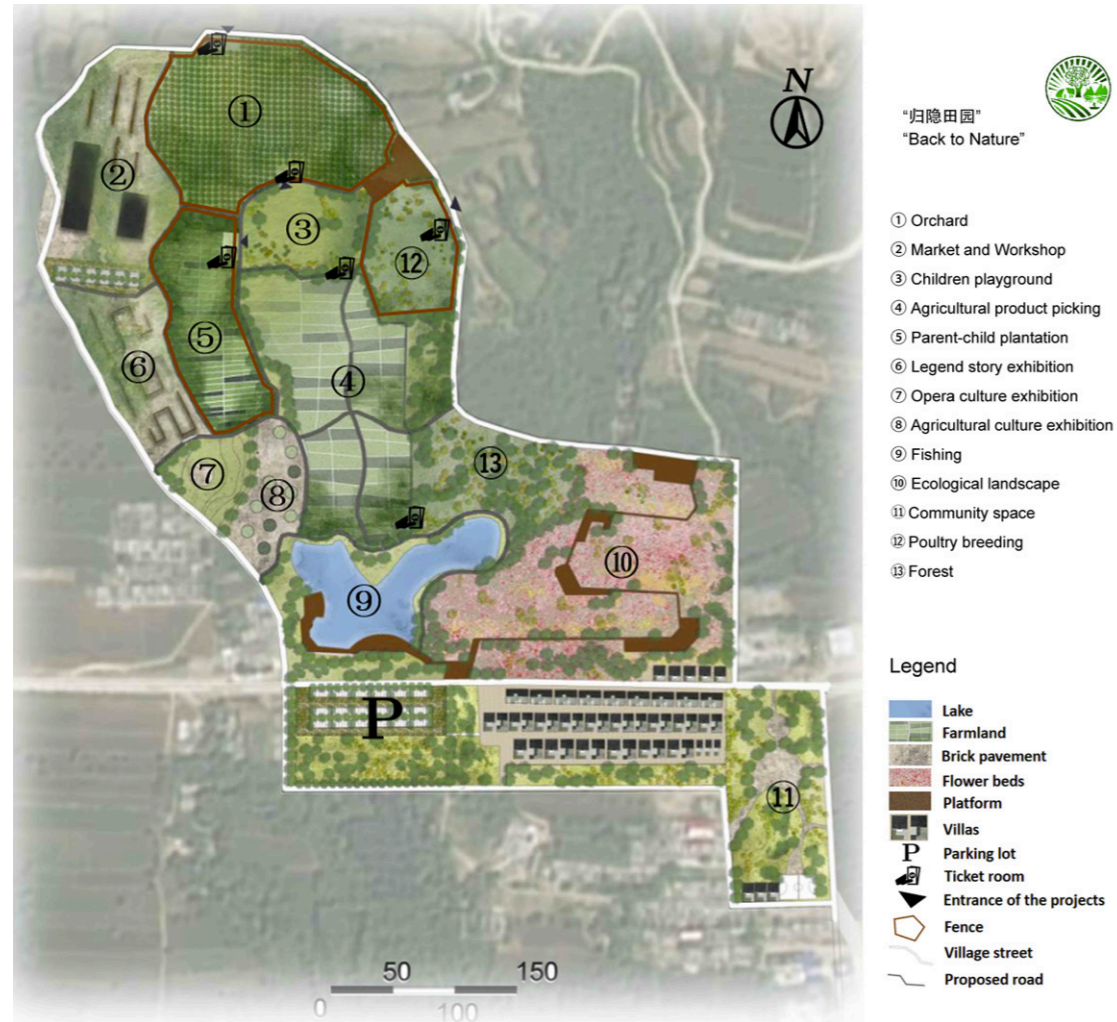 N
①
②
③
⑫
⑤
④
⑥
⑬
⑦
⑧
⑩
⑨
P
⑪
50 150
0 100
“归隐田园”
“Back to Nature”
① Orchard
② Market and Workshop
③ Children playground
④ Agricultural product picking
⑤ Parent-child plantation
⑥ Legend story exhibition
⑦ Opera culture exhibition
⑧ Agricultural culture exhibition
⑨ Fishing
⑩ Ecological landscape
⑪ Community space
⑫ Poultry breeding
⑬ Forest
Legend
Lake
Farmland
Brick pavement
Flower beds
Platform
Villas
P Parking lot
Ticket room
Entrance of the projects
Fence
Village street
Proposed road